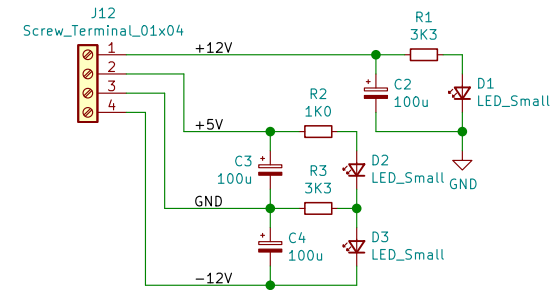 J12
Screw_Terminal_01x04
1
2
3
4
+12V
R1
3K3
+
C2
100u
D1
LED_Small
GND
+5V
R2
1K0
+
C3
100u
D2
LED_Small
R3
3K3
GND
+
C4
100u
D3
LED_Small
-12V